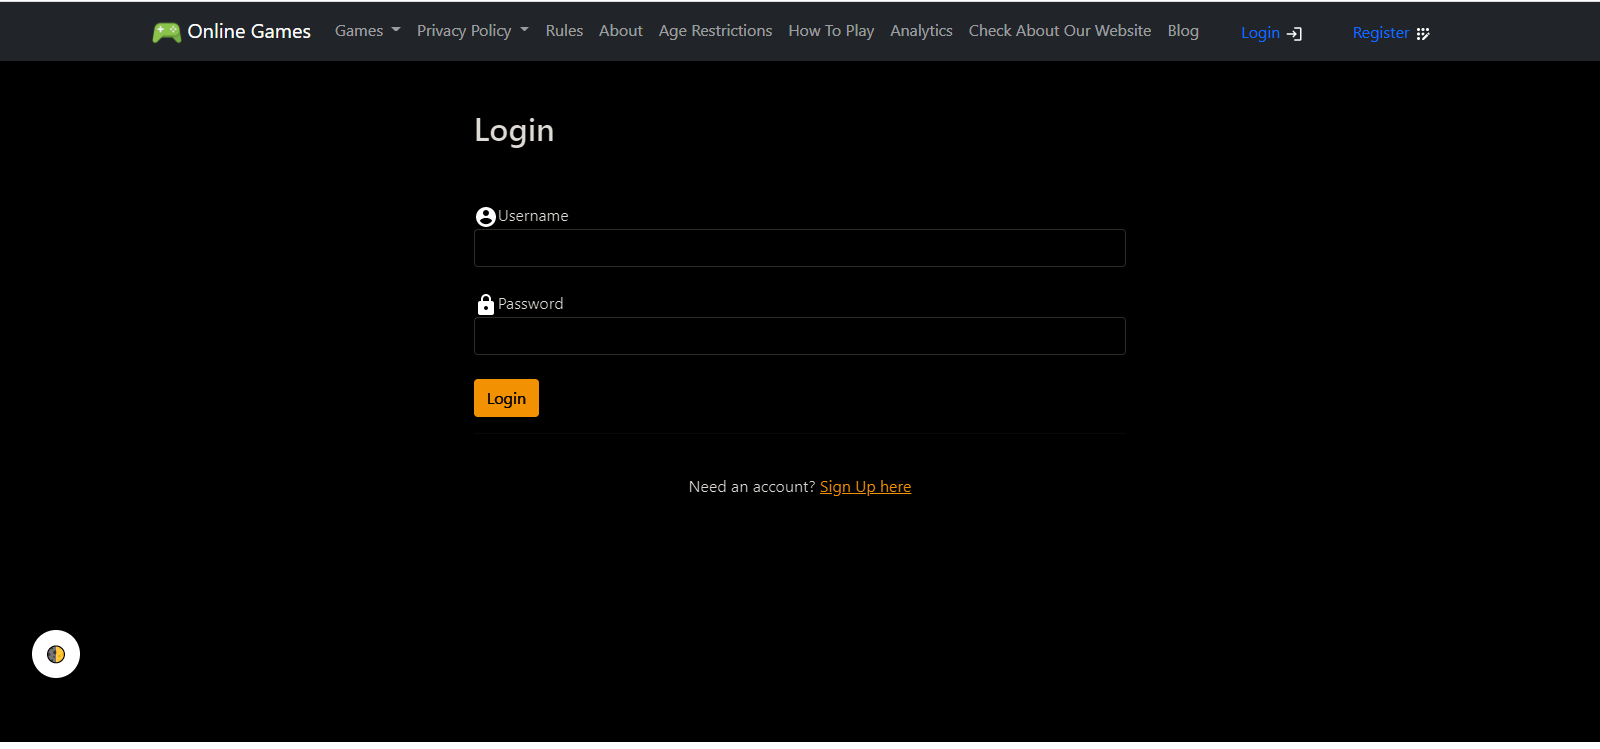 Online Games Games Privacy Policy Rules About Age Restrictions How To Play Analytics Check About Our Website Blog Login Register
Login
Username
Password
Login
Need an account? Sign Up here